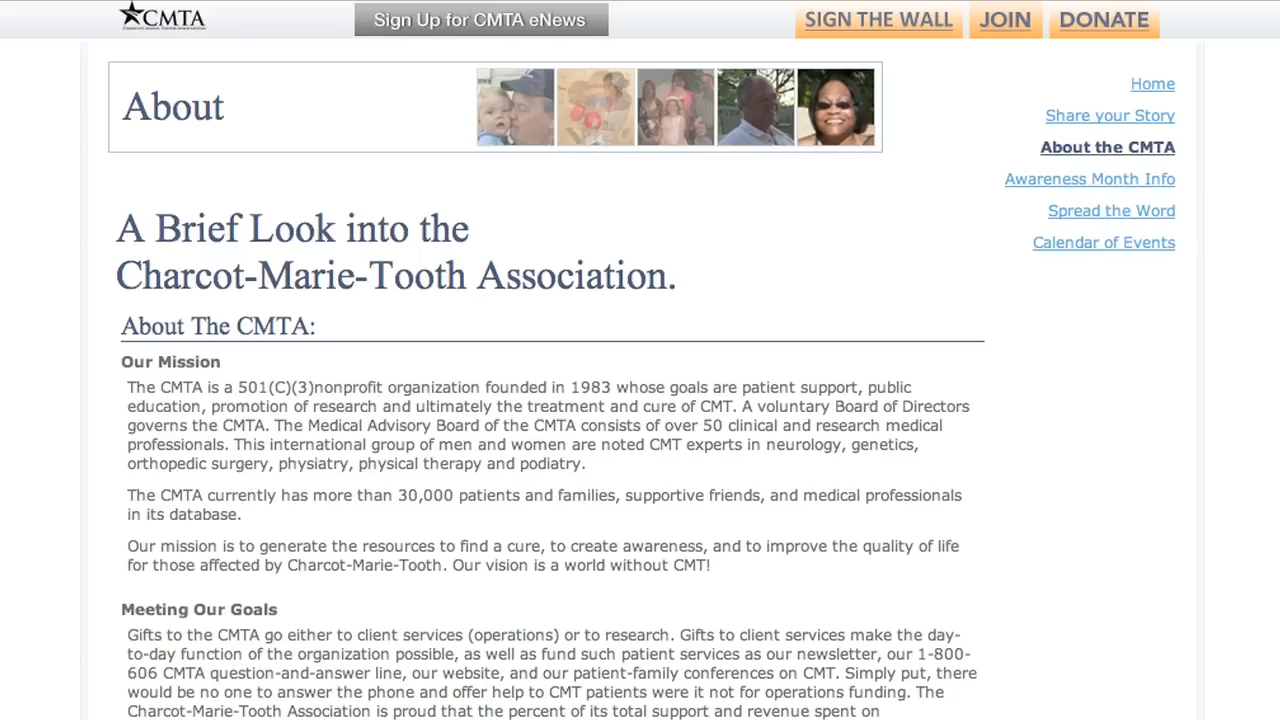 CMTA
Sign Up for CMTA eNews
SIGN THE WALL
JOIN
DONATE
About
Home
Share your Story
About the CMTA
Awareness Month Info
Spread the Word
Calendar of Events
A Brief Look into the
Charcot-Marie-Tooth Association.
About The CMTA:
Our Mission
The CMTA is a 501(C)(3)nonprofit organization founded in 1983 whose goals are patient support, public
education, promotion of research and ultimately the treatment and cure of CMT. A voluntary Board of Directors
governs the CMTA. The Medical Advisory Board of the CMTA consists of over 50 clinical and research medical
professionals. This international group of men and women are noted CMT experts in neurology, genetics,
orthopedic surgery, physiatry, physical therapy and podiatry.
The CMTA currently has more than 30,000 patients and families, supportive friends, and medical professionals
in its database.
Our mission is to generate the resources to find a cure, to create awareness, and to improve the quality of life
for those affected by Charcot-Marie-Tooth. Our vision is a world without CMT!
Meeting Our Goals
Gifts to the CMTA go either to client services (operations) or to research. Gifts to client services make the day-
to-day function of the organization possible, as well as fund such patient services as our newsletter, our 1-800-
606 CMTA question-and-answer line, our website, and our patient-family conferences on CMT. Simply put, there
would be no one to answer the phone and offer help to CMT patients were it not for operations funding. The
Charcot-Marie-Tooth Association is proud that the percent of its total support and revenue spent on